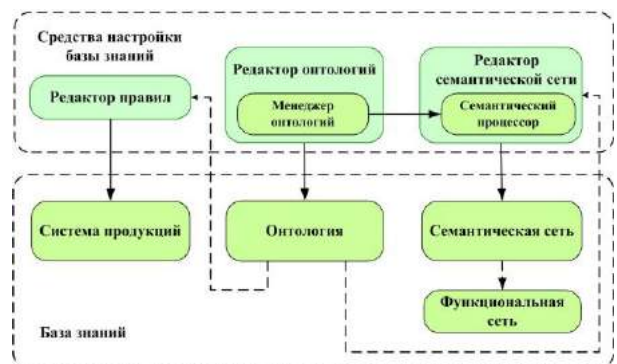 Средства настройки
базы знаний
Редактор правил
Редактор онтологий
Менеджер
онтологий
Редактор
семантической сети
Семантический
процессор
Система продукций
Онтология
Семантическая сеть
Функциональная
сеть
База знаний